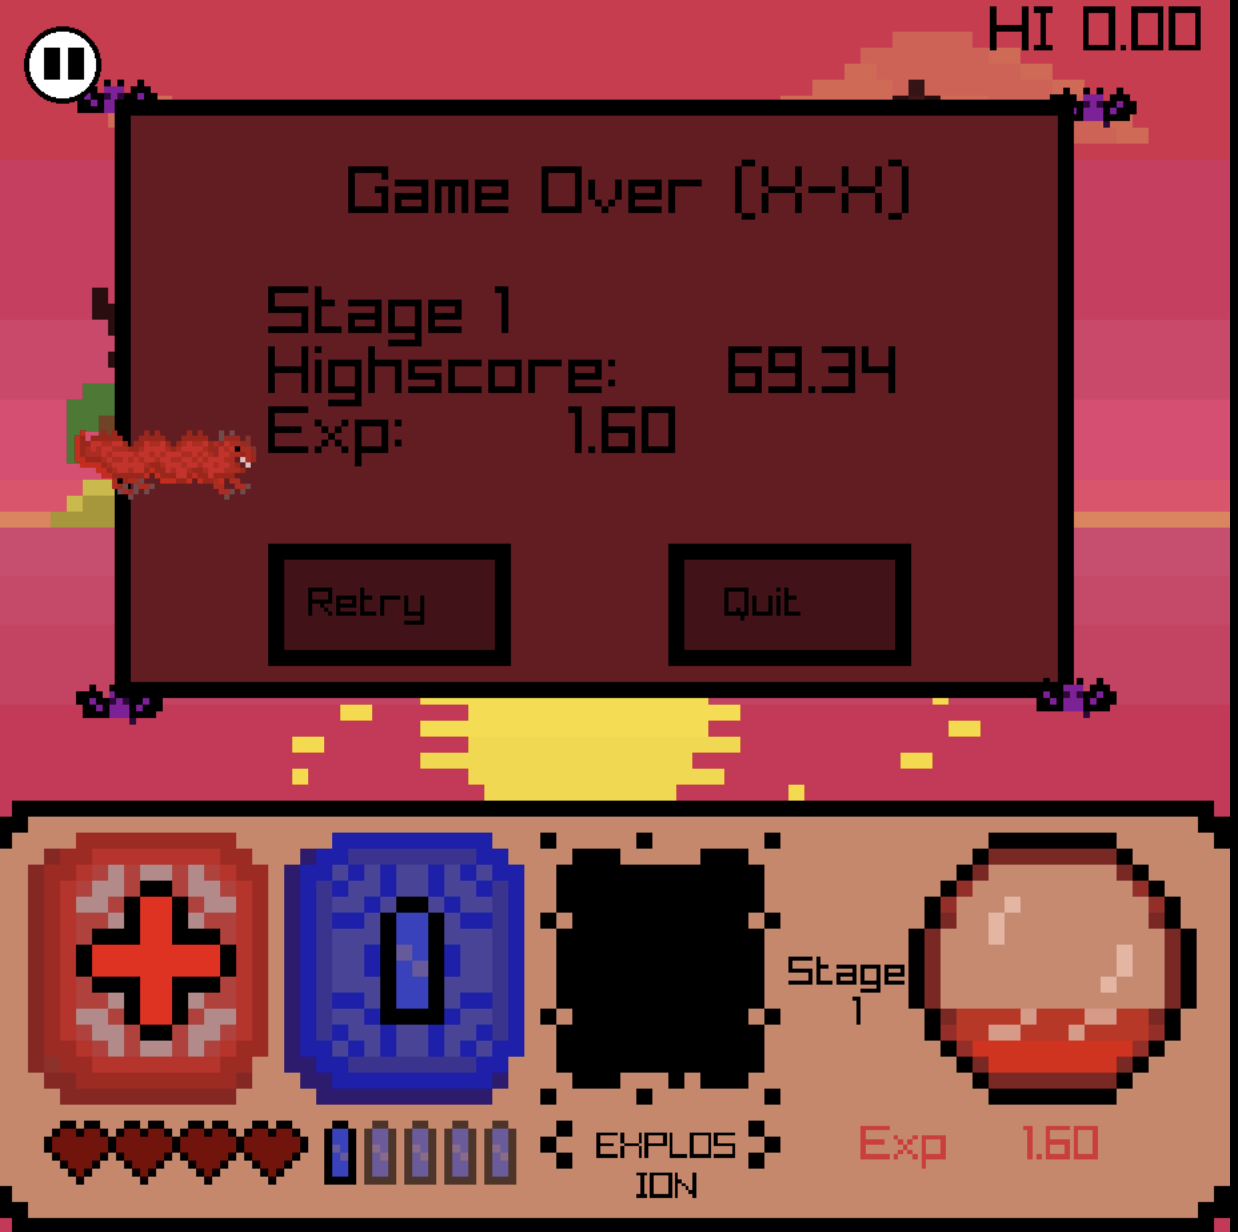 HI 0.00
Game Over (X-X)
Stage 1
Highscore: 69.34
Exp: 1.60
Retry Quit
Stage
1
EXPLOS
ION
Exp 1.60